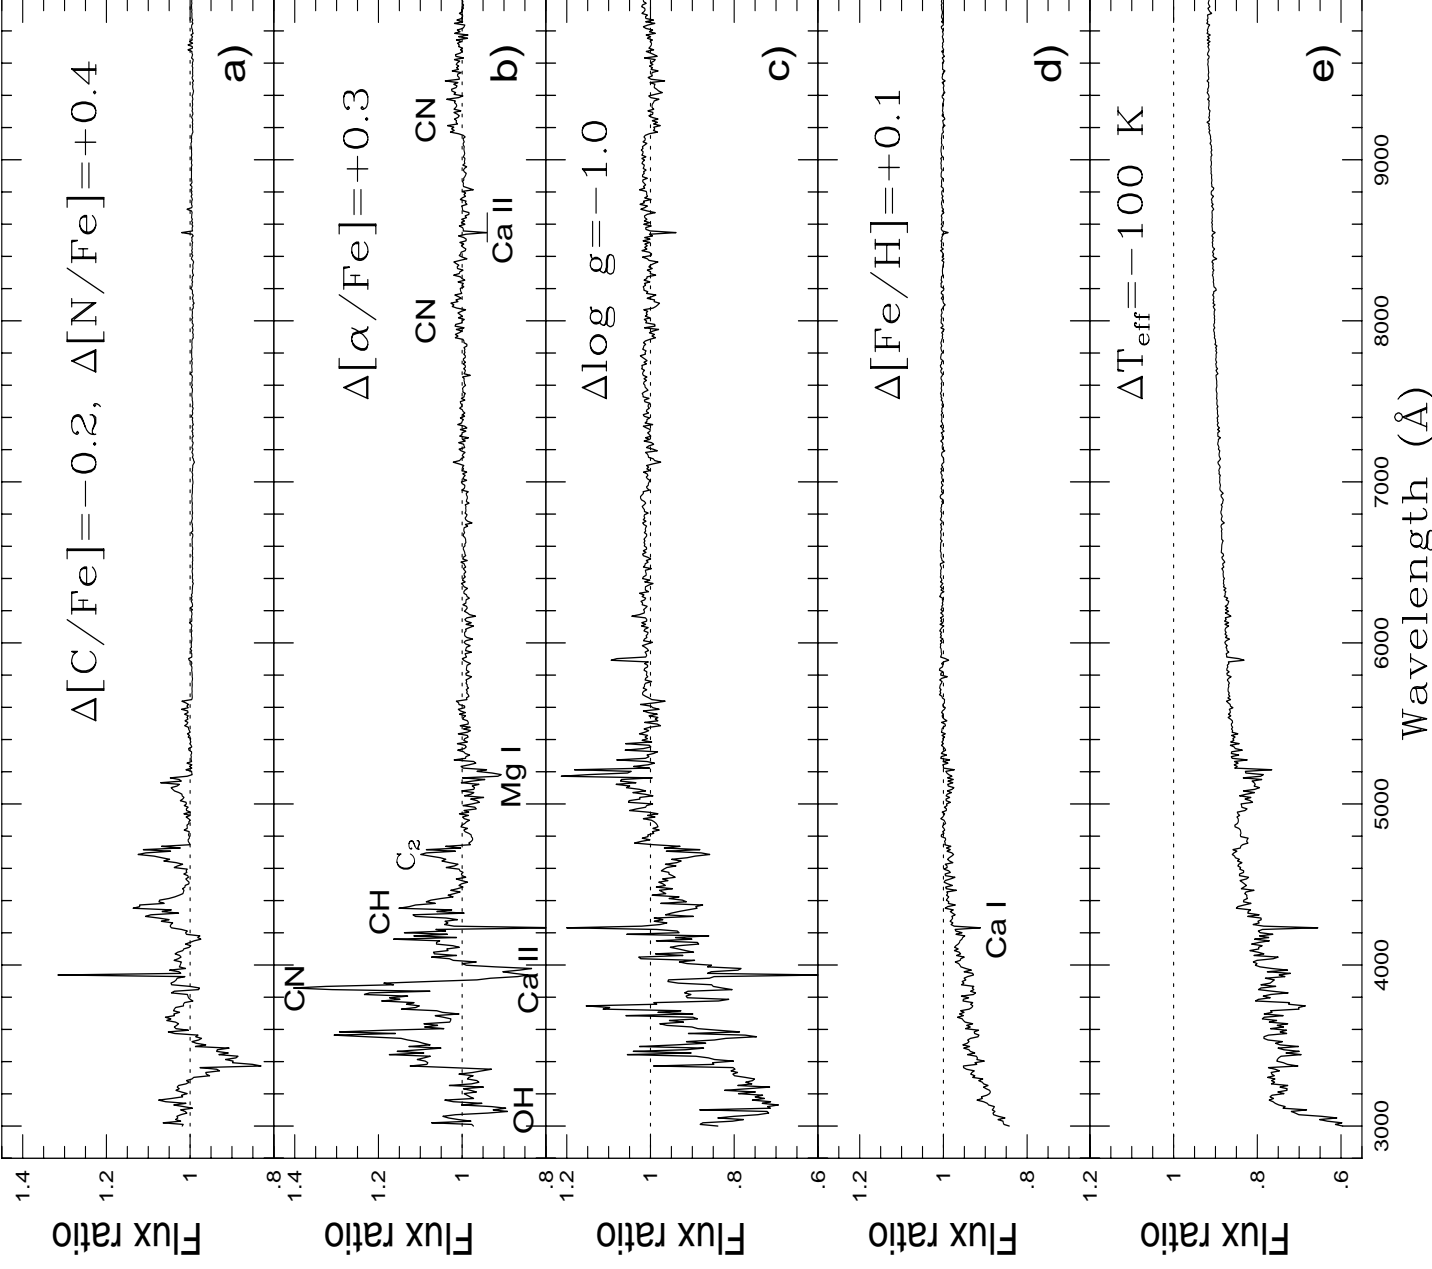 Flux ratio
1.4
1.2
1
.8
Δ[C/Fe]=−0.2, Δ[N/Fe]=+0.4
a)
Flux ratio
1.4
1.2
1
.8
Δ[α/Fe]=+0.3
OH
CN
Ca II
CH
C₂
Mg I
CN
Ca II
CN
b)
Flux ratio
1.2
1
.8
.6
Δlog g=−1.0
c)
Flux ratio
1.2
1
Δ[Fe/H]=+0.1
Ca I
d)
Flux ratio
1.2
1
.8
.6
ΔTeff=−100 K
e)
3000
4000
5000
6000
7000
8000
9000
Wavelength (Å)